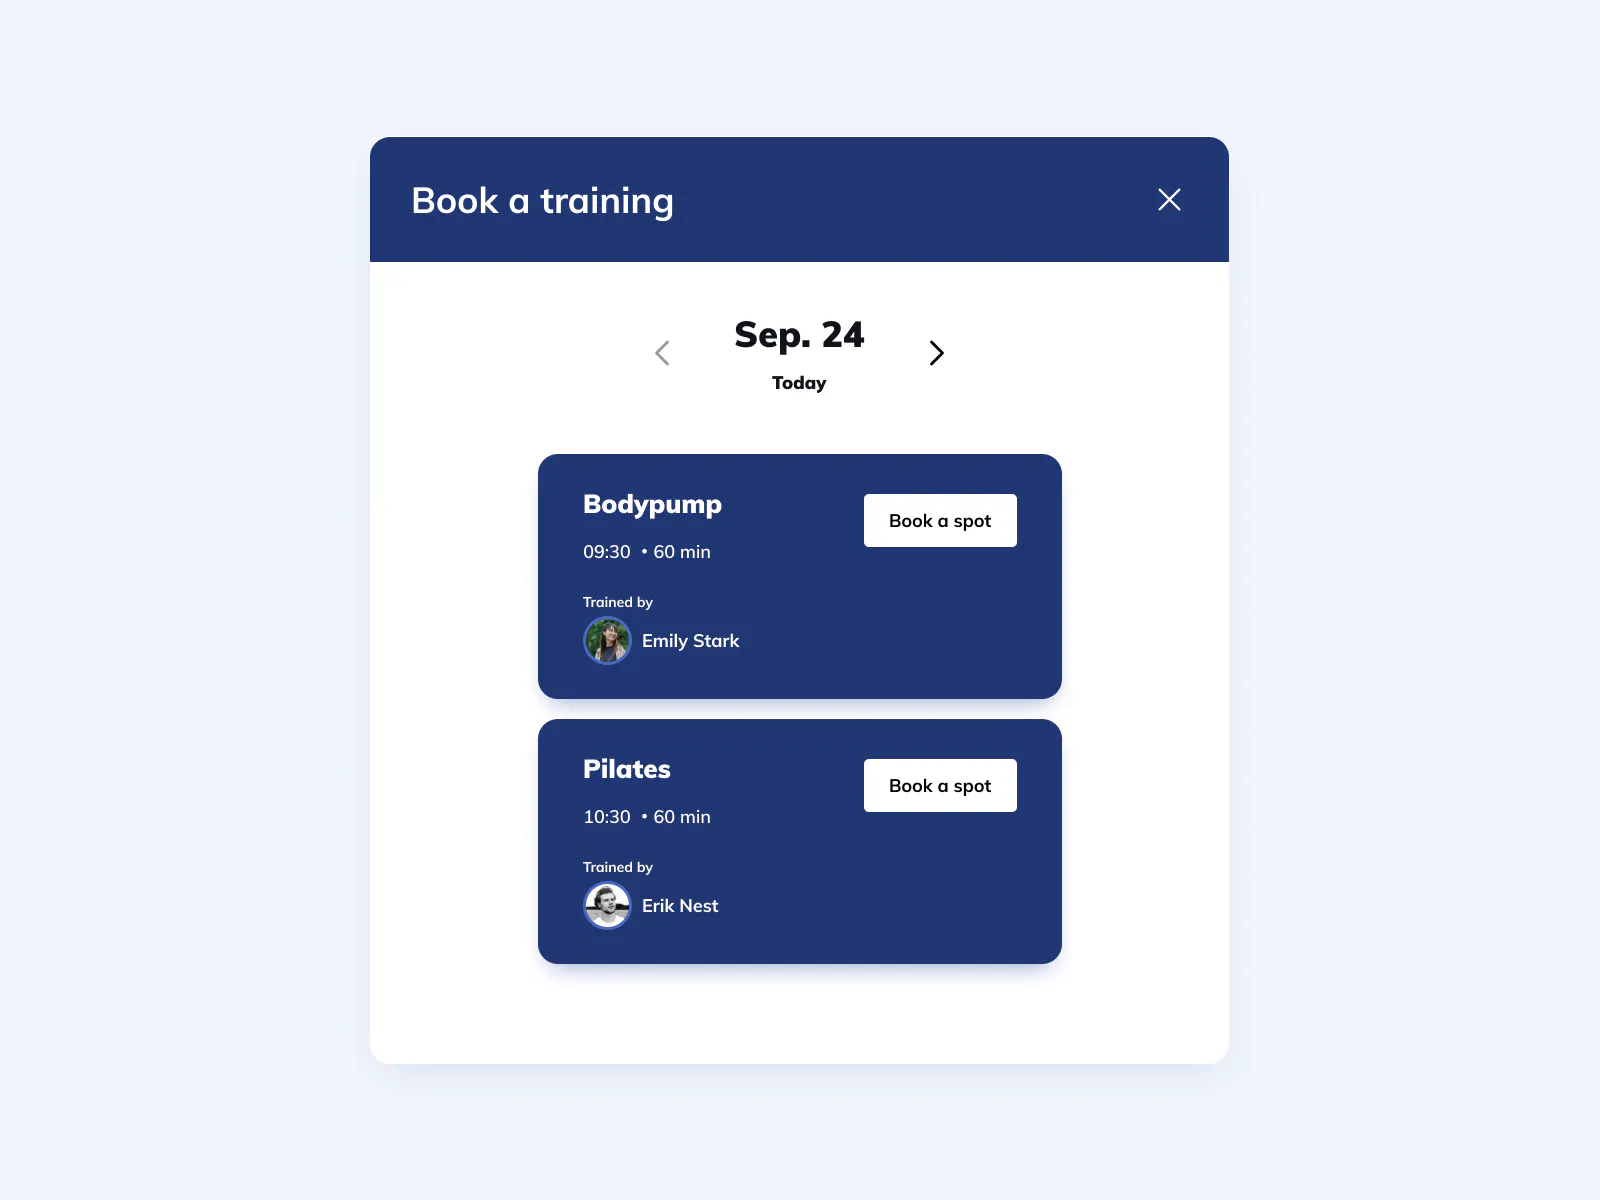 Book a training
Sep. 24
Today
Bodypump
Book a spot
09:30 • 60 min
Trained by
Emily Stark
Pilates
Book a spot
10:30 • 60 min
Trained by
Erik Nest